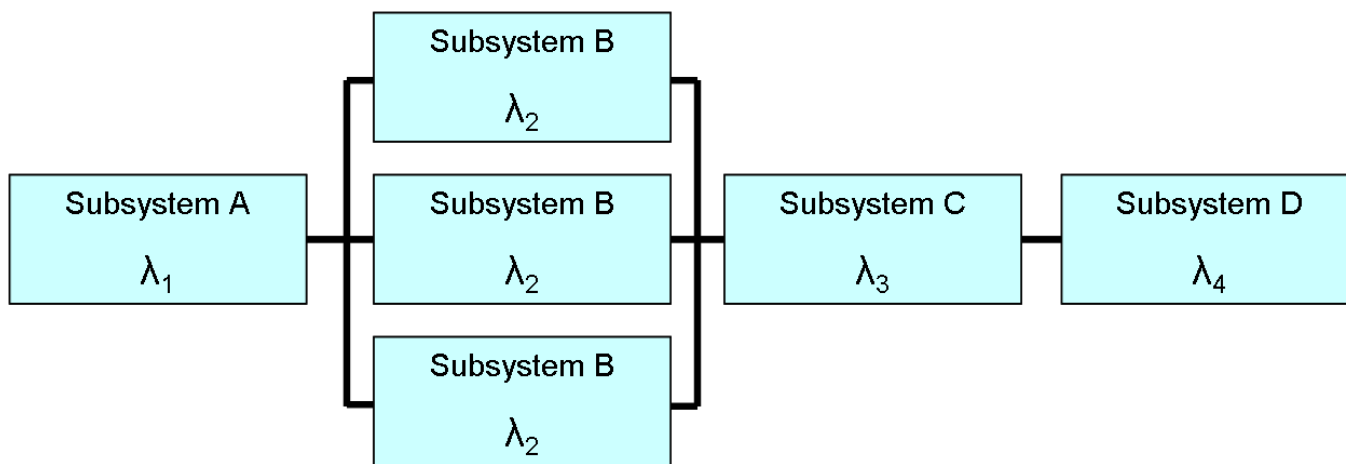 Subsystem B
λ₂
Subsystem A
λ₁
Subsystem B
λ₂
Subsystem C
λ₃
Subsystem D
λ₄
Subsystem B
λ₂